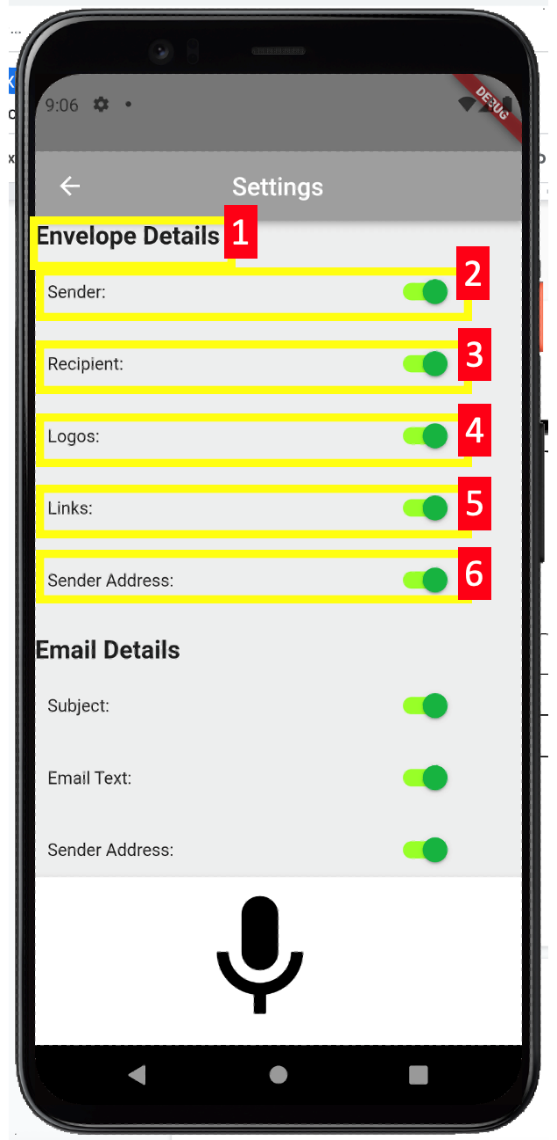 9:06
DEBUG
Settings
Envelope Details 1
Sender: 2
Recipient: 3
Logos: 4
Links: 5
Sender Address: 6
Email Details
Subject:
Email Text:
Sender Address: